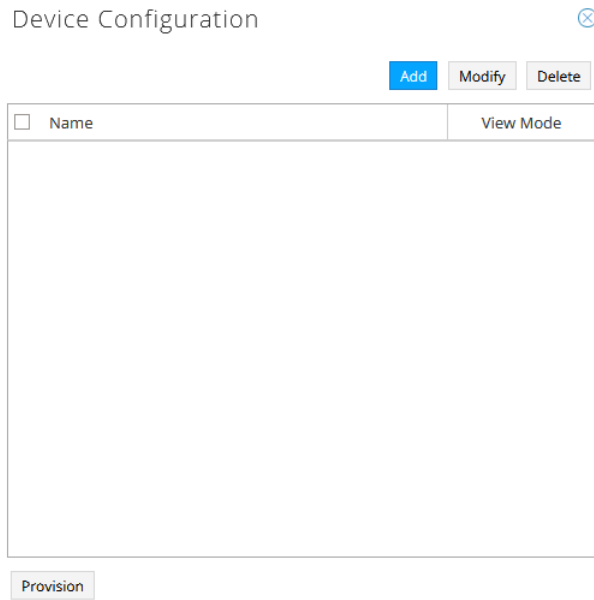 Device Configuration
Add Modify Delete
Name View Mode
Provision